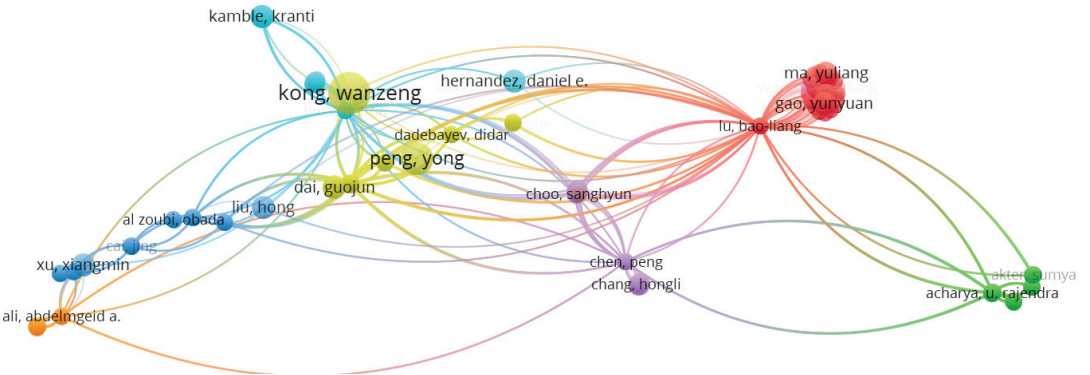 kamble, kranti
kong, wanzeng
hernandez, daniel e.
ma, yuliang
gao, yunyuan
lu, bao-liang
dadebayev, didar
peng, yong
dai, guojun
choo, sanghyun
liu, hong
al zoubi, obada
cai, jing
xu, xiangmin
chen, peng
chang, hongli
akter, sumya
acharya, u. rajendra
ali, abdelmgeid a.